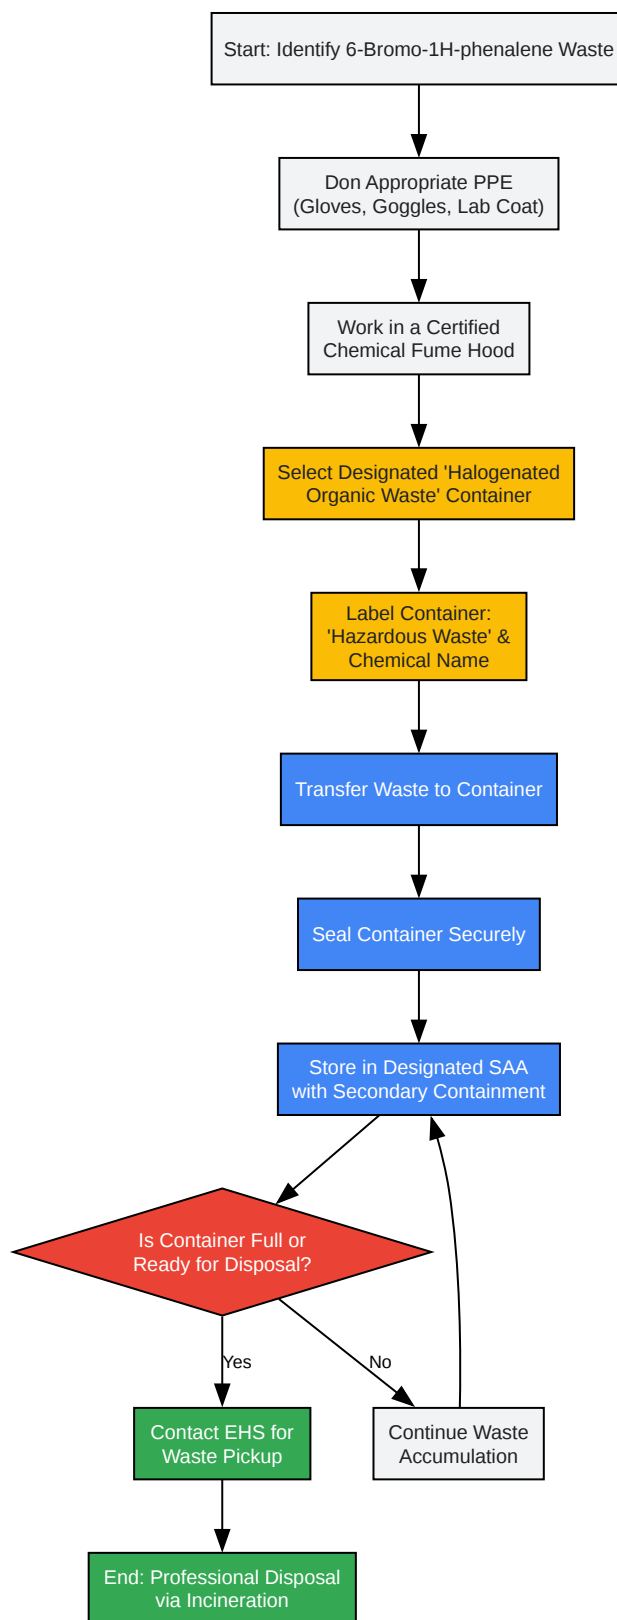 Start: Identify 6-Bromo-1H-phenalene Waste
Don Appropriate PPE
(Gloves, Goggles, Lab Coat)
Work in a Certified
Chemical Fume Hood
Select Designated 'Halogenated
Organic Waste' Container
Label Container:
'Hazardous Waste' &
Chemical Name
Transfer Waste to Container
Seal Container Securely
Store in Designated SAA
with Secondary Containment
Is Container Full or
Ready for Disposal?
Yes
No
Contact EHS for
Waste Pickup
Continue Waste
Accumulation
End: Professional Disposal
via Incineration